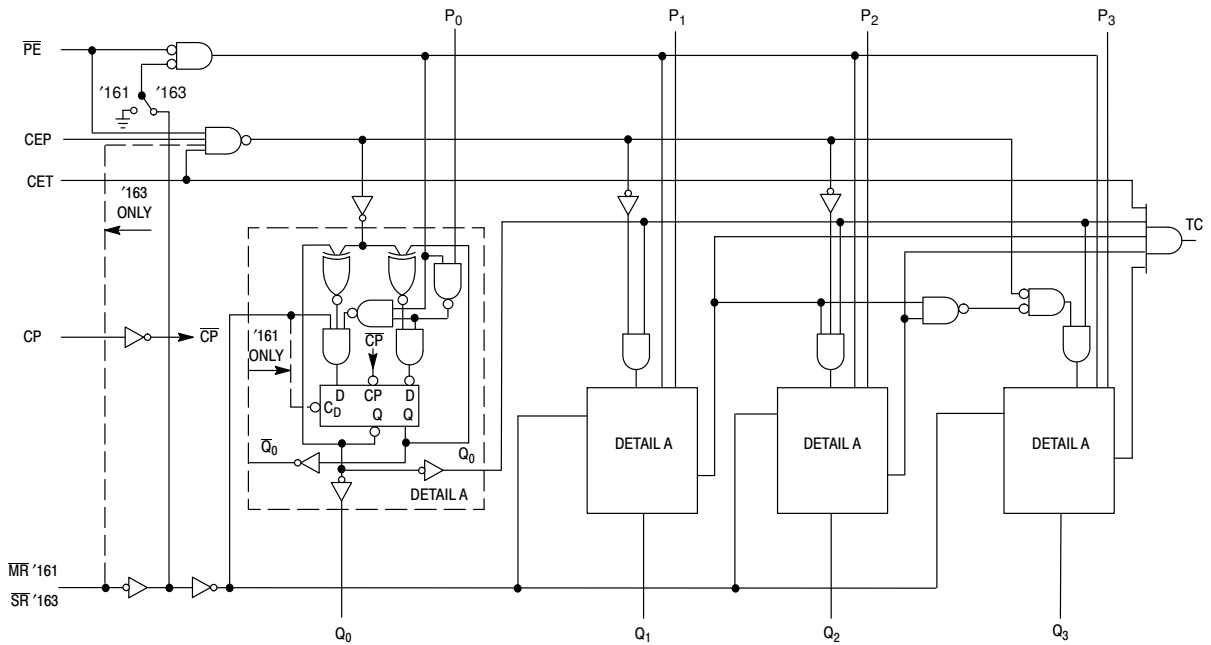 P0
P1
P2
P3
PE
'161
'163
CEP
CET
'163
ONLY
TC
CP
CP
'161
ONLY
CP
D
CP
D
CD
Q
Q
Q0
Q0
DETAIL A
DETAIL A
DETAIL A
DETAIL A
MR '161
SR '163
Q0
Q1
Q2
Q3